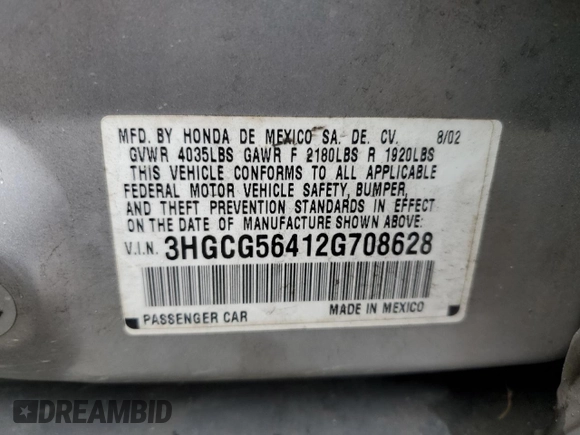 MFD. BY HONDA DE MEXICO SA. DE. CV. 8/02
GVWR 4035LBS GAWR F 2180LBS R 1920LBS
THIS VEHICLE CONFORMS TO ALL APPLICABLE
FEDERAL MOTOR VEHICLE SAFETY, BUMPER,
AND THEFT PREVENTION STANDARDS IN EFFECT
ON THE DATE OF MANUFACTURE SHOWN ABOVE.
V.I.N. 3HGCG56412G708628
PASSENGER CAR MADE IN MEXICO
DREAMBID